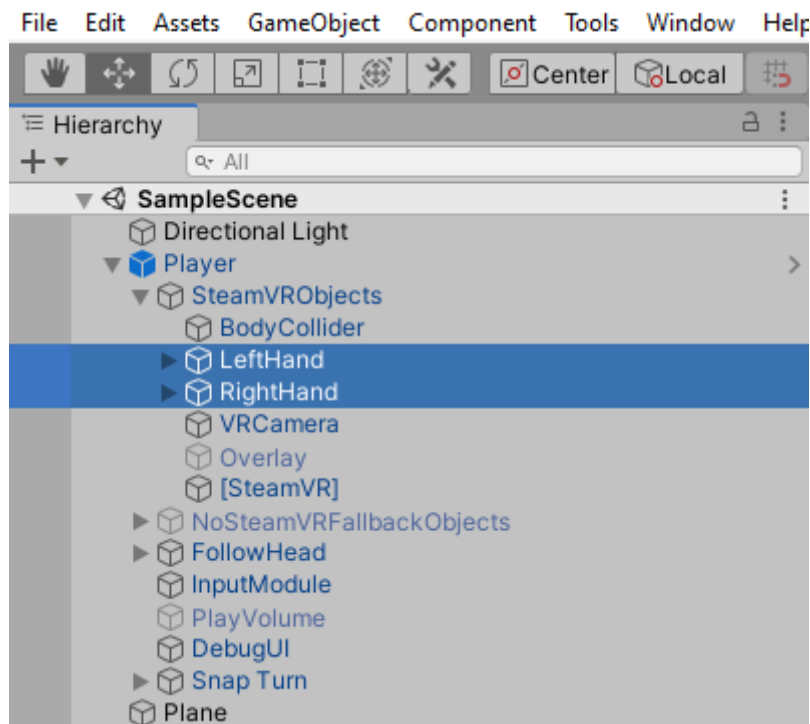 File Edit Assets GameObject Component Tools Window Help
Center Local
Hierarchy
All
SampleScene
Directional Light
Player
SteamVRObjects
BodyCollider
LeftHand
RightHand
VRCamera
Overlay
[SteamVR]
NoSteamVRFallbackObjects
FollowHead
InputModule
PlayVolume
DebugUI
Snap Turn
Plane